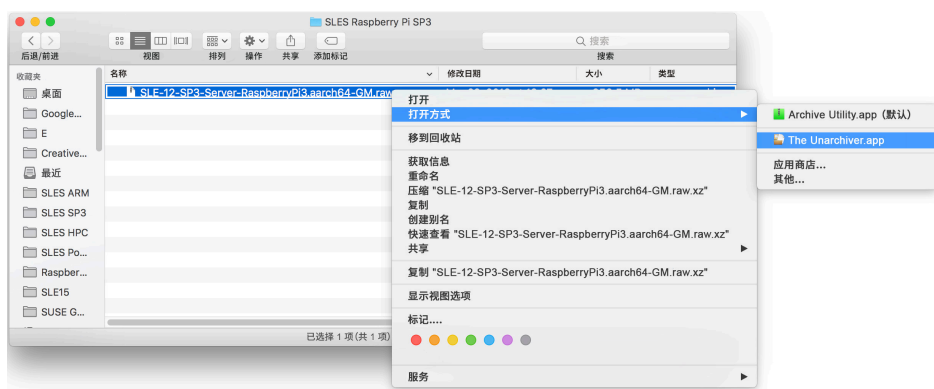 SLES Raspberry Pi SP3
后退/前进
视图
排列
操作
共享
添加标记
搜索
搜索
收藏夹
桌面
Google...
E
Creative...
最近
SLES ARM
SLES SP3
SLES HPC
SLES Po...
Raspber...
SLE15
SUSE G...
名称
修改日期
大小
类型
SLE-12-SP3-Server-RaspberryPi3.aarch64-GM.raw
已选择 1 项(共 1 项)
打开
打开方式
移到回收站
获取信息
重命名
压缩 "SLE-12-SP3-Server-RaspberryPi3.aarch64-GM.raw.xz"
复制
创建别名
快速查看 "SLE-12-SP3-Server-RaspberryPi3.aarch64-GM.raw.xz"
共享
复制 "SLE-12-SP3-Server-RaspberryPi3.aarch64-GM.raw.xz"
显示视图选项
标记....
服务
Archive Utility.app (默认)
The Unarchiver.app
应用商店...
其他...